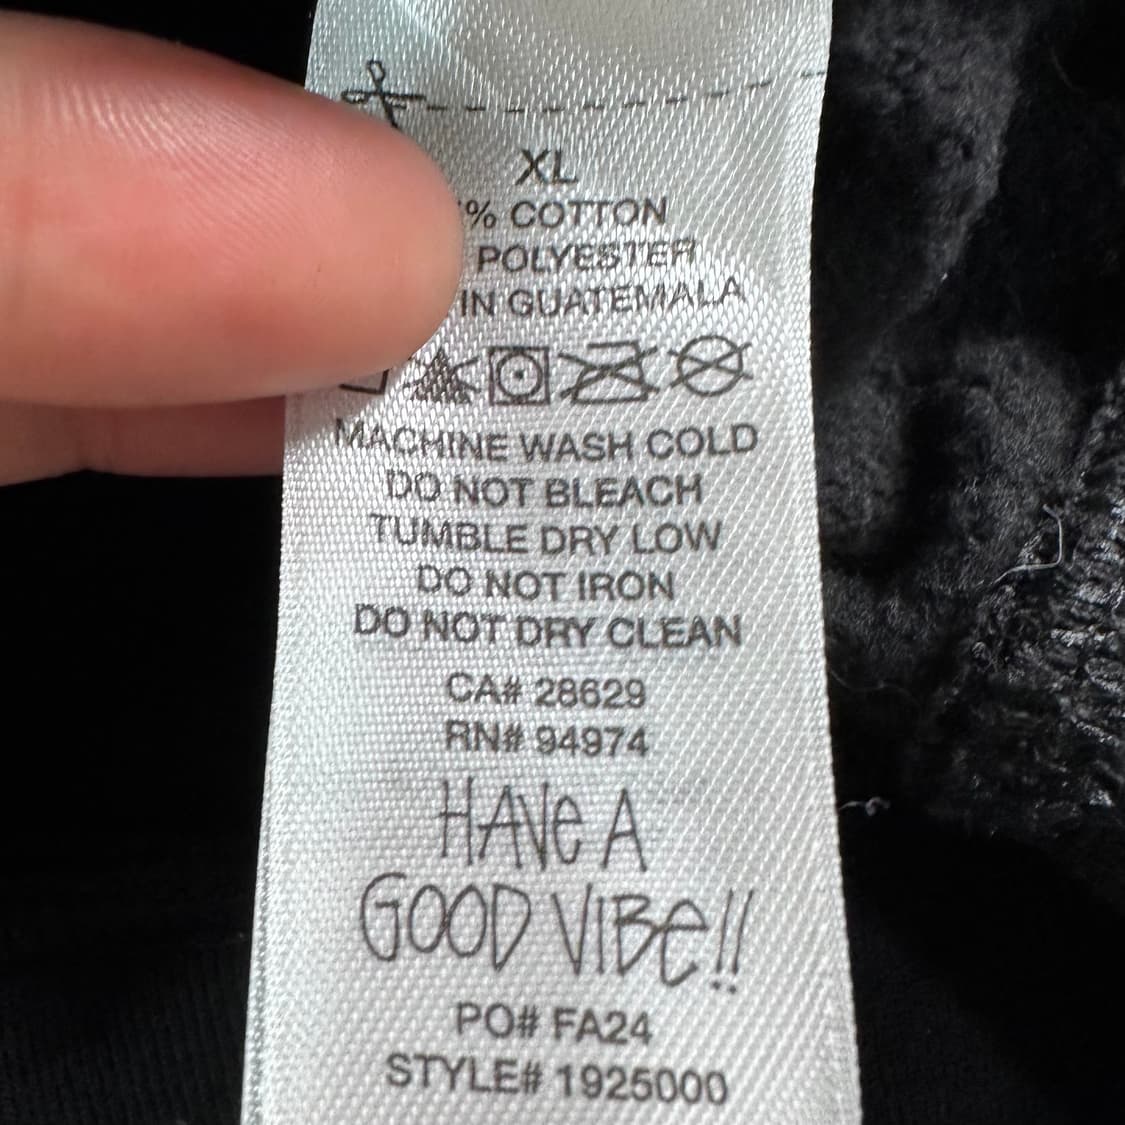 XL
% COTTON
POLYESTER
IN GUATEMALA
MACHINE WASH COLD
DO NOT BLEACH
TUMBLE DRY LOW
DO NOT IRON
DO NOT DRY CLEAN
CA# 28629
RN# 94974
HAVe A
GOOD VIBe!!
PO# FA24
STYLE# 1925000